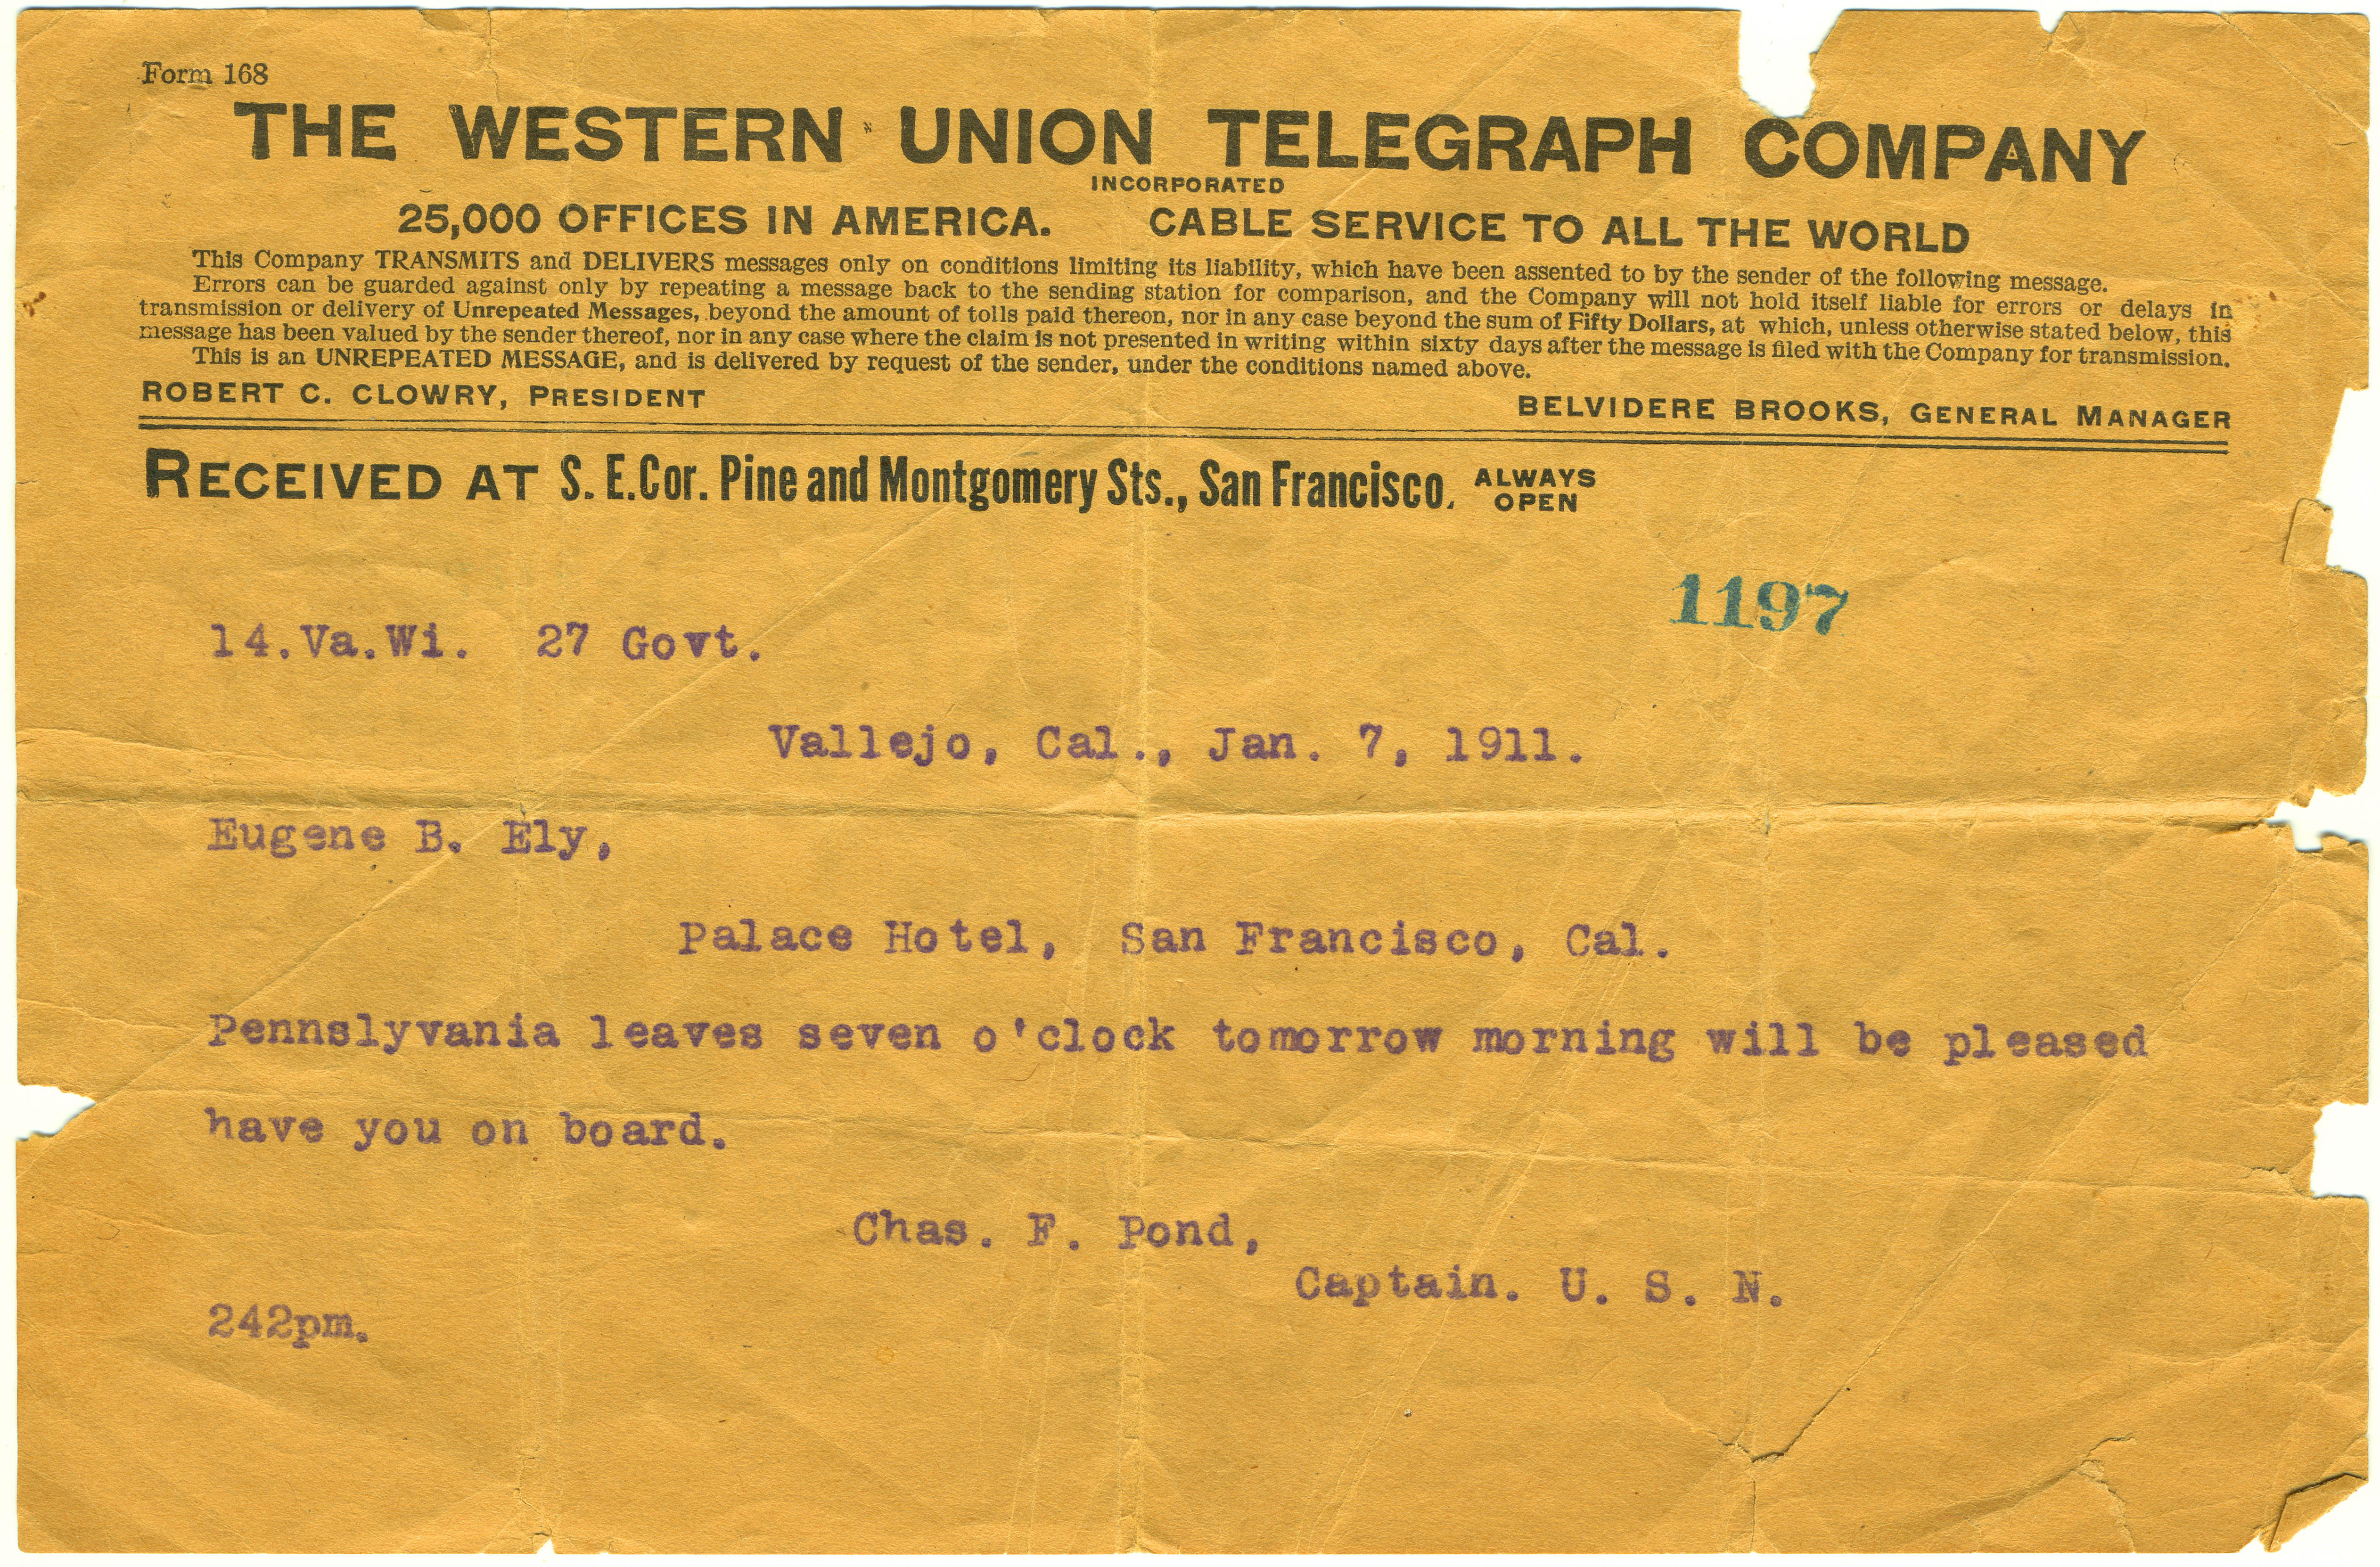 Form 168
THE WESTERN UNION TELEGRAPH COMPANY
INCORPORATED
25,000 OFFICES IN AMERICA. CABLE SERVICE TO ALL THE WORLD
This Company TRANSMITS and DELIVERS messages only on conditions limiting its liability, which have been assented to by the sender of the following message.
Errors can be guarded against only by repeating a message back to the sending station for comparison, and the Company will not hold itself liable for errors or delays in
transmission or delivery of Unrepeated Messages, beyond the amount of tolls paid thereon, nor in any case beyond the sum of Fifty Dollars, at which, unless otherwise stated below, this
message has been valued by the sender thereof, nor in any case where the claim is not presented in writing within sixty days after the message is filed with the Company for transmission.
This is an UNREPEATED MESSAGE, and is delivered by request of the sender, under the conditions named above.
ROBERT C. CLOWRY, PRESIDENT BELVIDERE BROOKS, GENERAL MANAGER
RECEIVED AT S. E. Cor. Pine and Montgomery Sts., San Francisco. ALWAYS OPEN
1197
14.Va.Wi. 27 Govt.
Vallejo, Cal., Jan. 7, 1911.
Eugene B. Ely,
Palace Hotel, San Francisco, Cal.
Pennslyvania leaves seven o'clock tomorrow morning will be pleased
have you on board.
Chas. F. Pond,
Captain. U. S. N.
242pm.